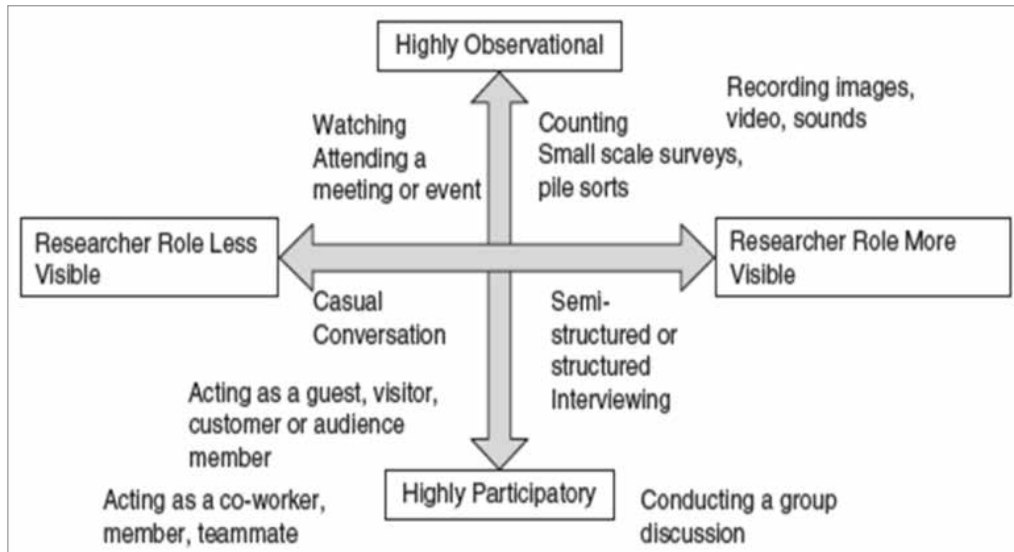 Highly Observational
Recording images,
video, sounds
Watching
Attending a
meeting or event
Counting
Small scale surveys,
pile sorts
Researcher Role Less
Visible
Researcher Role More
Visible
Casual
Conversation
Semi-
structured or
structured
Interviewing
Acting as a guest, visitor,
customer or audience
member
Highly Participatory
Acting as a co-worker,
member, teammate
Conducting a group
discussion